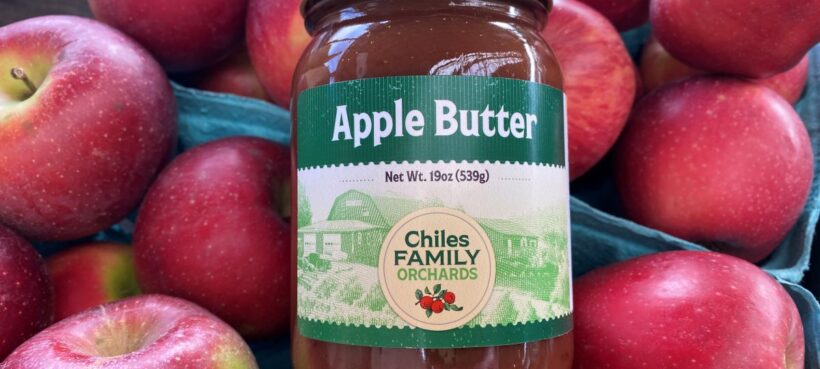 Apple Butter
Net Wt. 19oz (539g)
Chiles
FAMILY
ORCHARDS